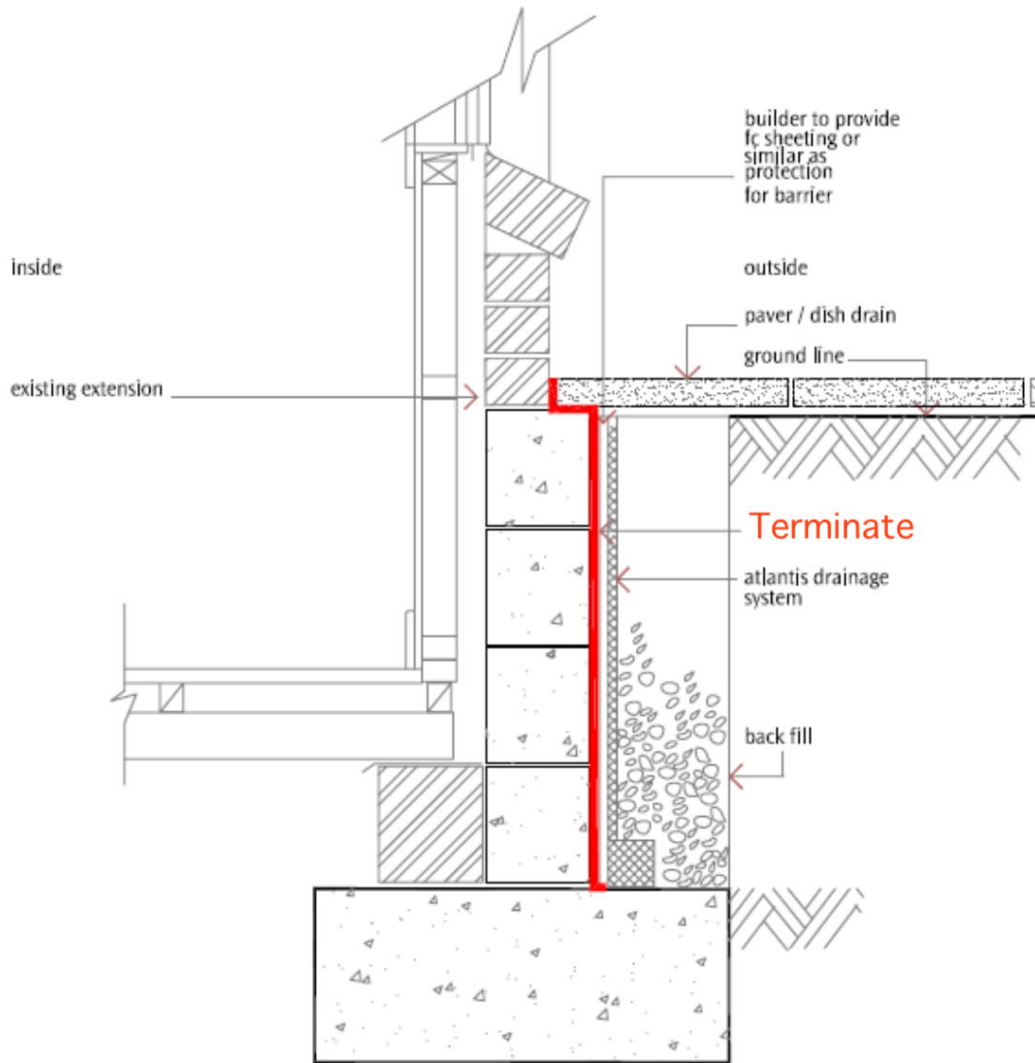 builder to provide
fc sheeting or
similar as
protection
for barrier
inside
outside
paver / dish drain
ground line
existing extension
Terminate
atlantis drainage
system
back fill